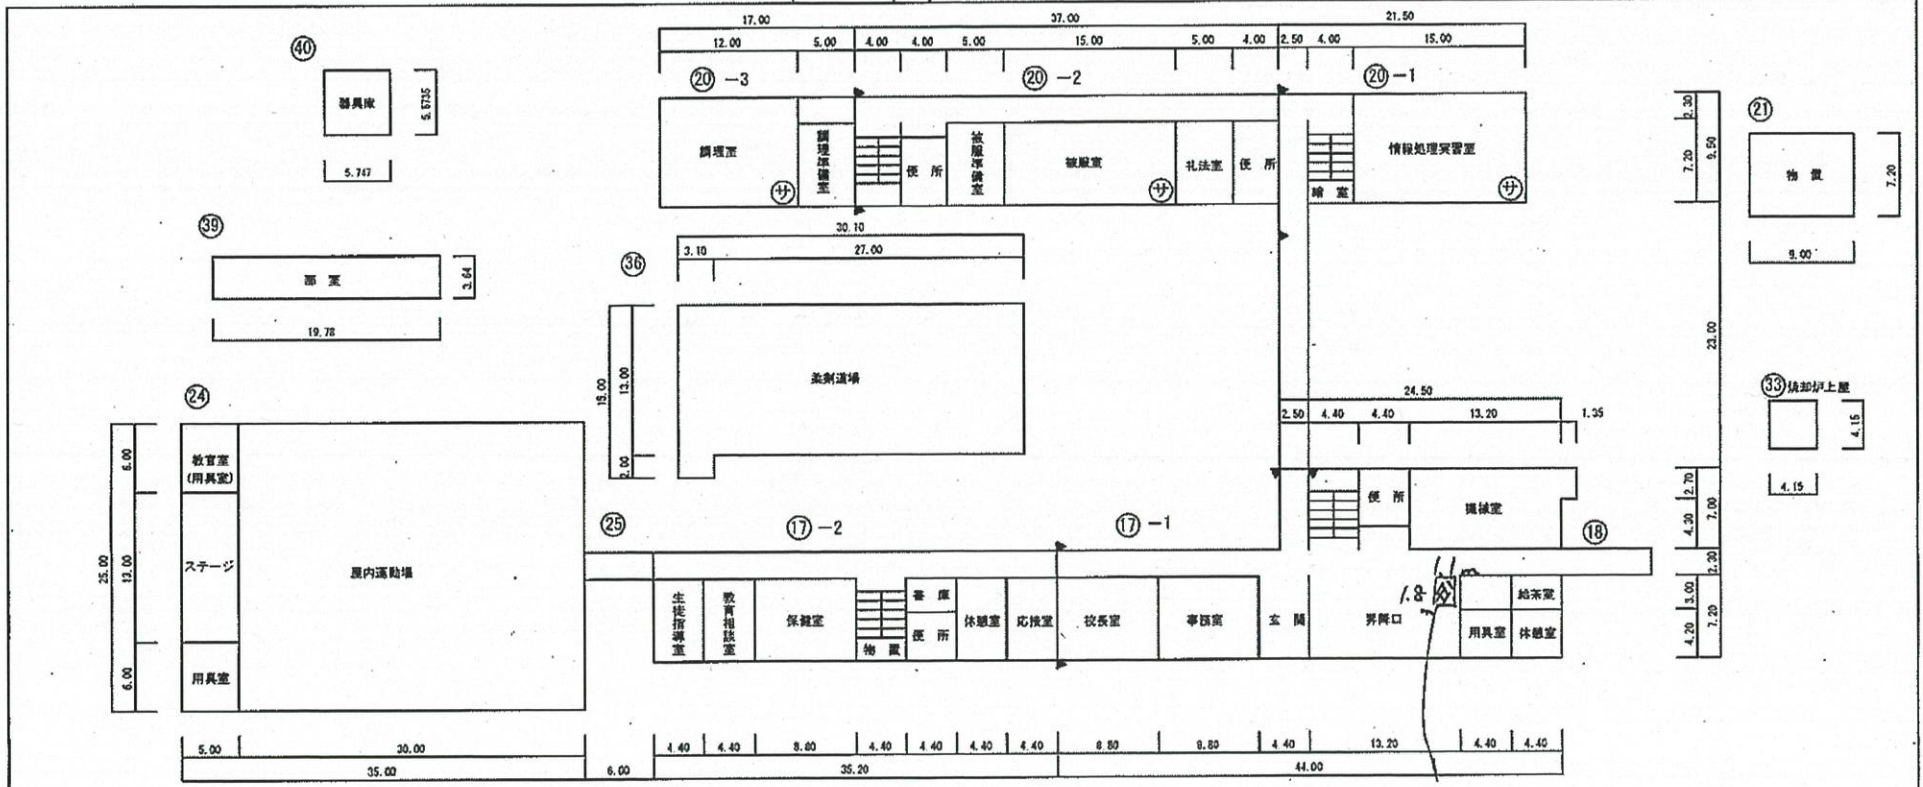 17.00 37.00 21.50
12.00 5.00 4.00 4.00 5.00 15.00 5.00 4.00 2.50 4.00 15.00
㊵
器具庫
5.747
⑳-3 ⑳-2 ⑳-1
調理室
調理準備室
便所
被服準備室
被服室
礼法室
便所
暗室
情報処理実習室
サ サ サ
2.30
7.20
9.50
23.00
㉑
物置
7.20
9.00
㊴
部室
3.64
19.78
㊱
30.10
3.10 27.00
15.00
13.00
2.00
柔剣道場
㉝焼却炉上屋
4.15
4.15
24.50
2.50 4.40 4.40 13.20 1.35
便所
機械室
⑱
2.70
4.30
7.00
2.30
3.00
4.20
7.20
㉔
25.00
6.00
13.00
6.00
教官室
(用具室)
ステージ
用具室
屋内運動場
㉕
⑰-2 ⑰-1
生徒指導室
教育相談室
保健室
物置
書庫
便所
休憩室
応接室
校長室
事務室
玄関
昇降口
1.8
用具室
給茶室
休憩室
5.00 30.00
35.00 6.00 35.20 44.00
4.40 4.40 8.80 4.40 4.40 4.40 4.40 8.80 8.80 4.40 13.20 4.40 4.40